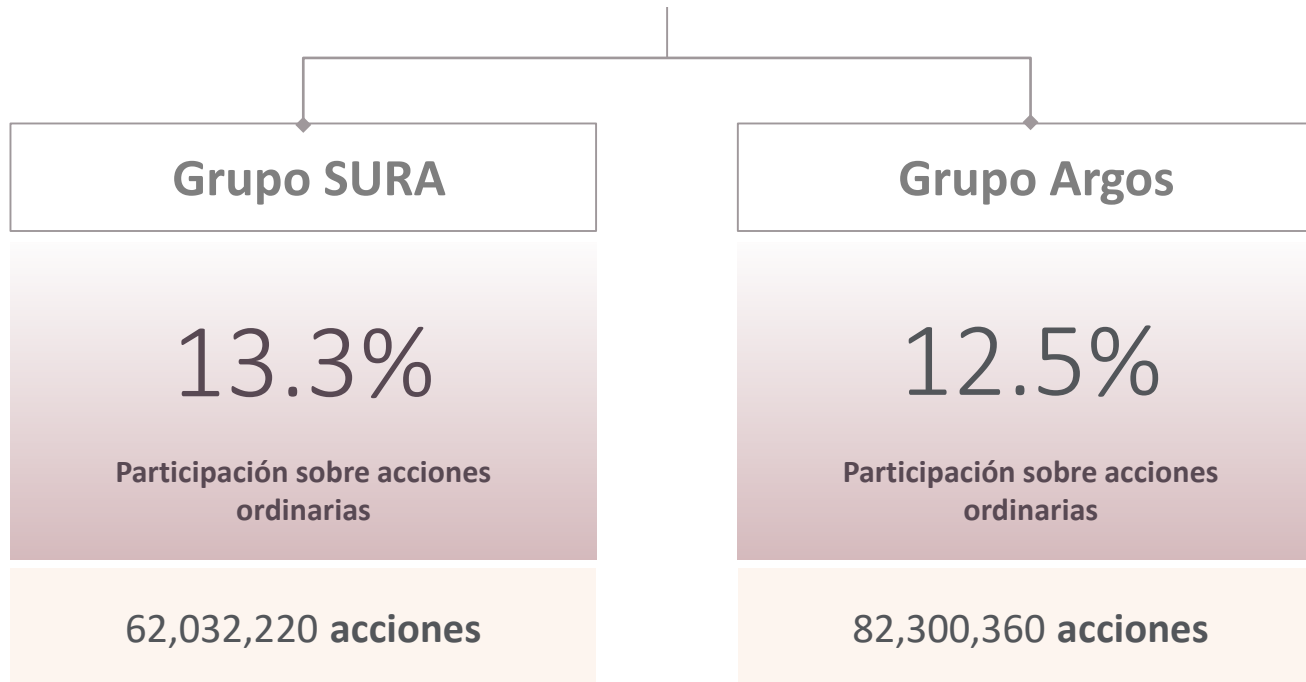 Grupo SURA
13.3%
Participación sobre acciones
ordinarias
62,032,220 acciones
Grupo Argos
12.5%
Participación sobre acciones
ordinarias
82,300,360 acciones